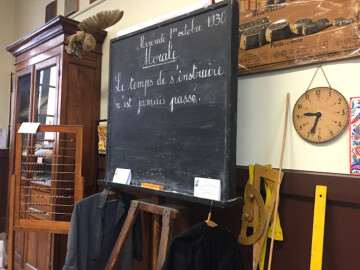 Mercredi 1er octobre 1930
Morale
Le temps de s'instruire
n'est jamais passé.